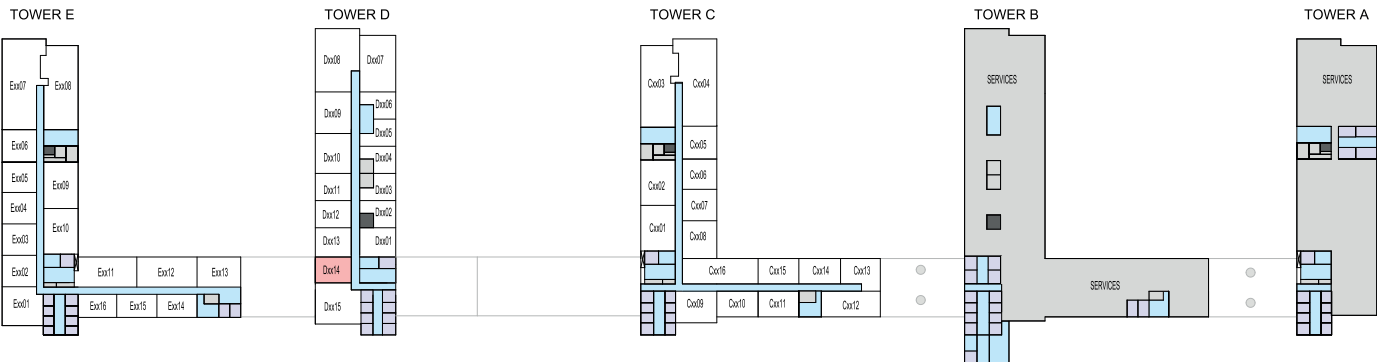 TOWER E
TOWER D
TOWER C
TOWER B
TOWER A
Exx07
Exx08
Exx06
Exx05
Exx09
Exx04
Exx10
Exx03
Exx02
Exx11
Exx12
Exx13
Exx01
Exx16
Exx15
Exx14
Dxx08
Dxx07
Dxx09
Dxx06
Dxx05
Dxx10
Dxx04
Dxx11
Dxx03
Dxx12
Dxx02
Dxx13
Dxx01
Dxx14
Dxx15
Cxx03
Cxx04
Cxx05
Cxx06
Cxx02
Cxx07
Cxx01
Cxx08
Cxx16
Cxx15
Cxx14
Cxx13
Cxx09
Cxx10
Cxx11
Cxx12
SERVICES
SERVICES
SERVICES